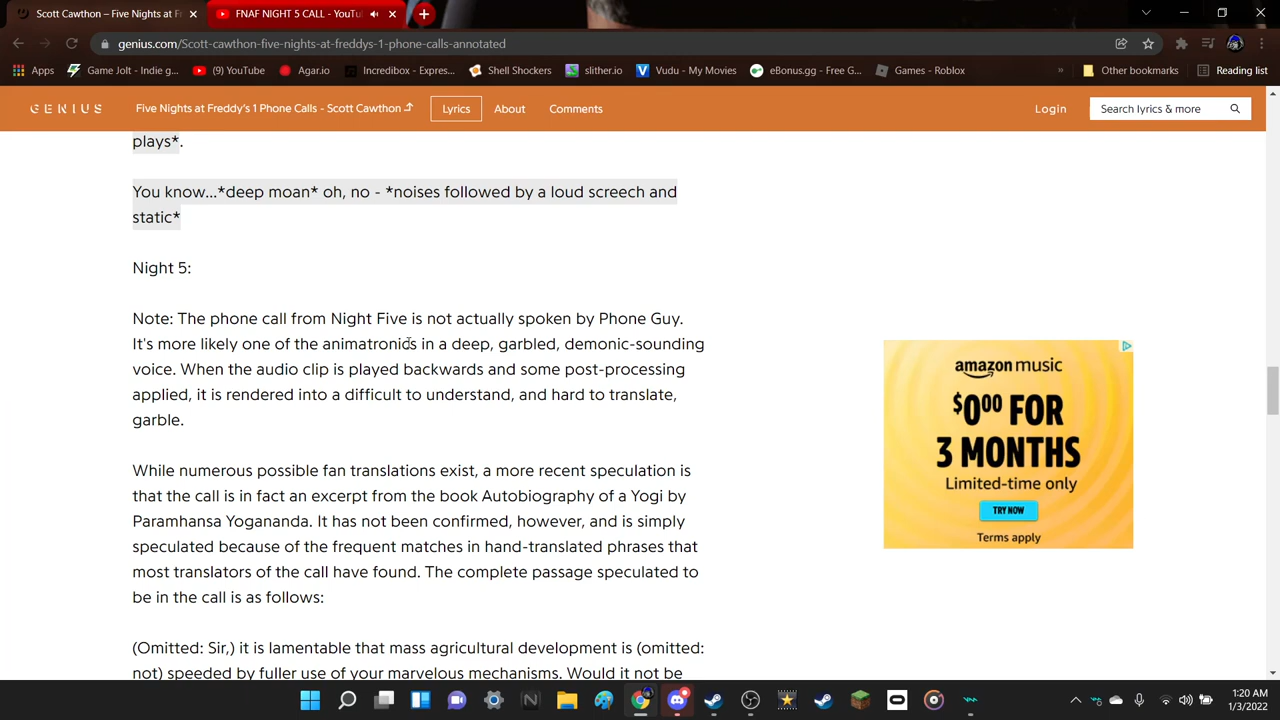 Scott Cawthon – Five Nights at F
FNAF NIGHT 5 CALL - YouTu
genius.com/Scott-cawthon-five-nights-at-freddys-1-phone-calls-annotated
Apps
Game Jolt - Indie g...
(9) YouTube
Agar.io
Incredibox - Expres...
Shell Shockers
slither.io
Vudu - My Movies
eBonus.gg - Free G...
Games - Roblox
»
Other bookmarks
Reading list
GENIUS
Five Nights at Freddy's 1 Phone Calls - Scott Cawthon
Lyrics
About
Comments
Login
Search lyrics & more
plays*.
You know...*deep moan* oh, no - *noises followed by a loud screech and
static*
Night 5:
Note: The phone call from Night Five is not actually spoken by Phone Guy.
It's more likely one of the animatronics in a deep, garbled, demonic-sounding
voice. When the audio clip is played backwards and some post-processing
applied, it is rendered into a difficult to understand, and hard to translate,
garble.
While numerous possible fan translations exist, a more recent speculation is
that the call is in fact an excerpt from the book Autobiography of a Yogi by
Paramhansa Yogananda. It has not been confirmed, however, and is simply
speculated because of the frequent matches in hand-translated phrases that
most translators of the call have found. The complete passage speculated to
be in the call is as follows:
(Omitted: Sir,) it is lamentable that mass agricultural development is (omitted:
not) speeded by fuller use of your marvelous mechanisms. Would it not be
amazon music
$0.00 FOR
3 MONTHS
Limited-time only
TRY NOW
Terms apply
1:20 AM
1/3/2022